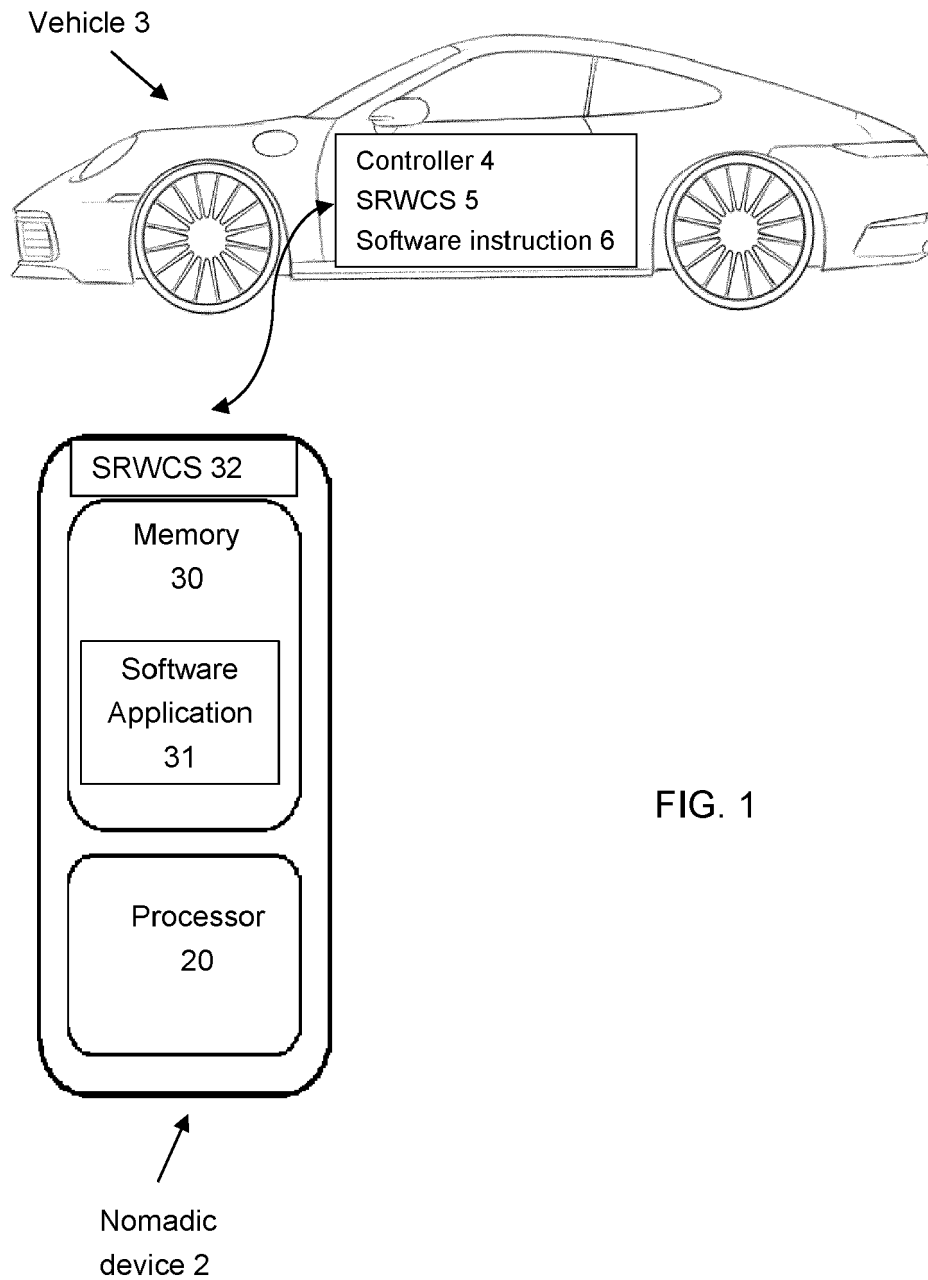 Vehicle 3
Controller 4
SRWCS 5
Software instruction 6
SRWCS 32
Memory
30
Software
Application
31
FIG. 1
Processor
20
Nomadic
device 2